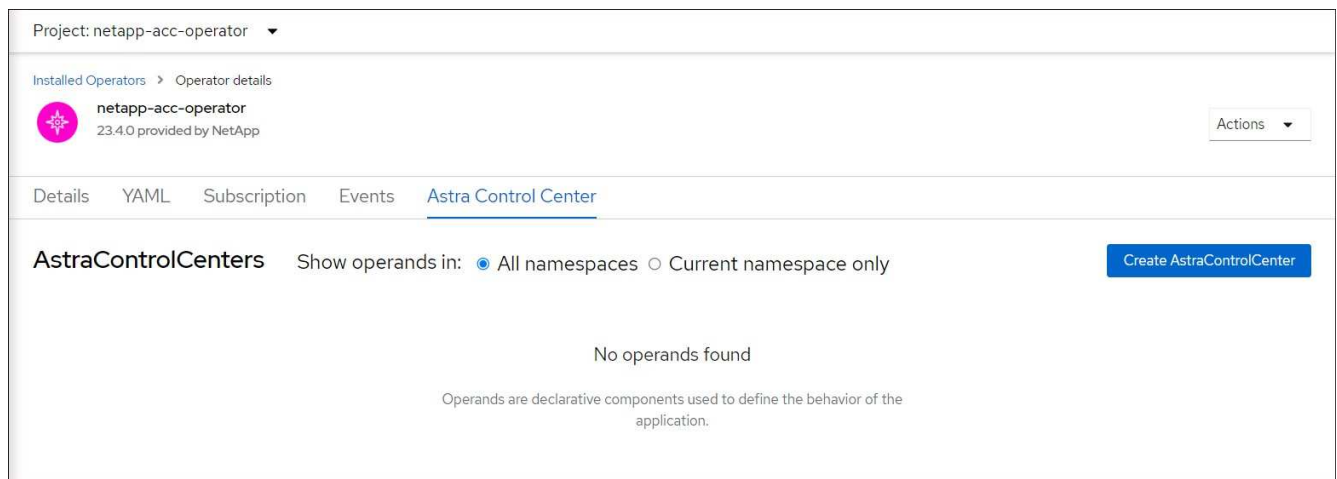 Project: netapp-acc-operator
Installed Operators > Operator details
netapp-acc-operator
23.4.0 provided by NetApp
Actions
Details YAML Subscription Events Astra Control Center
AstraControlCenters Show operands in: All namespaces Current namespace only Create AstraControlCenter
No operands found
Operands are declarative components used to define the behavior of the
application.